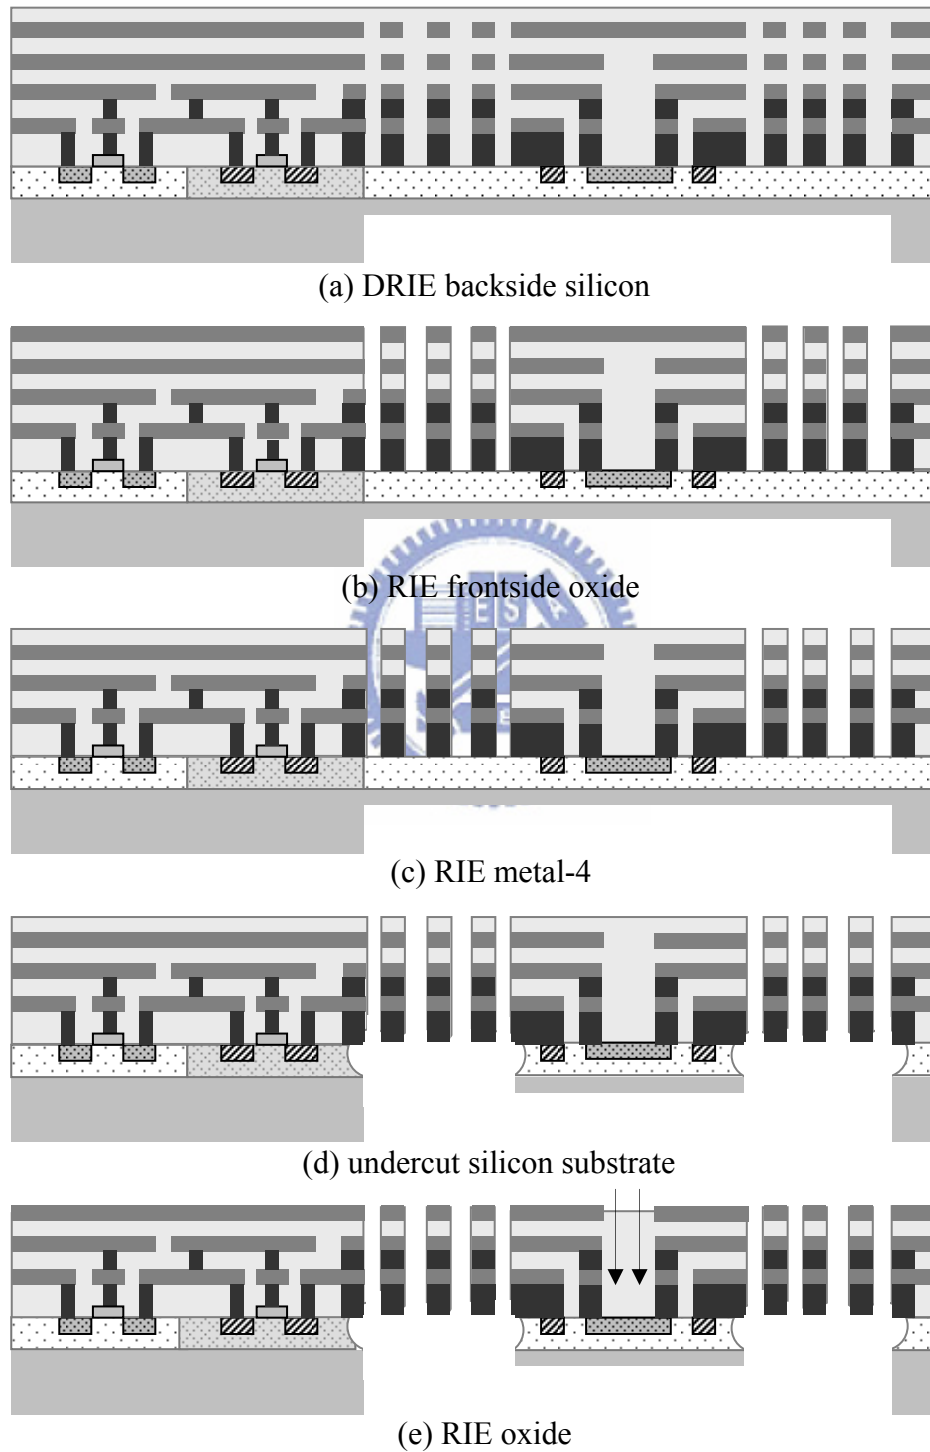 (a) DRIE backside silicon
(b) RIE frontside oxide
E S A
(c) RIE metal-4
(d) undercut silicon substrate
(e) RIE oxide